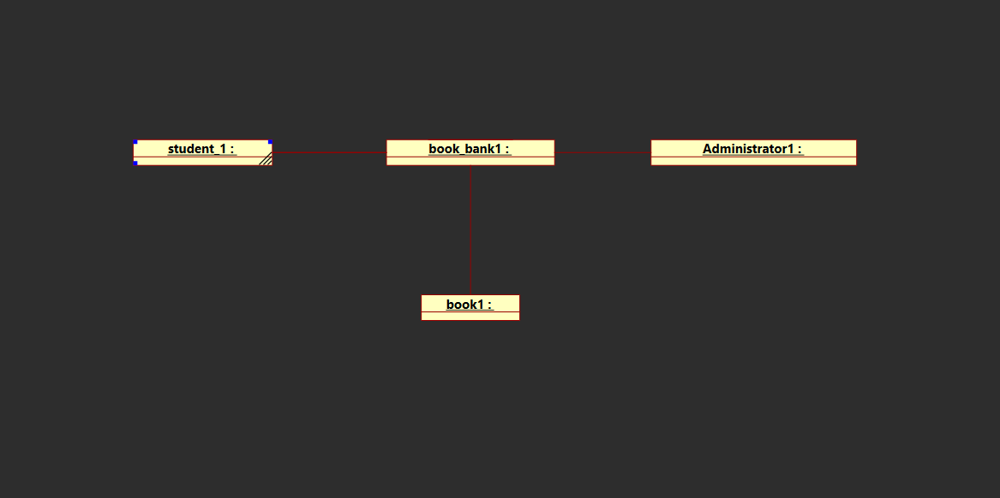 student_1 :
book_bank1 :
Administrator1 :
book1 :